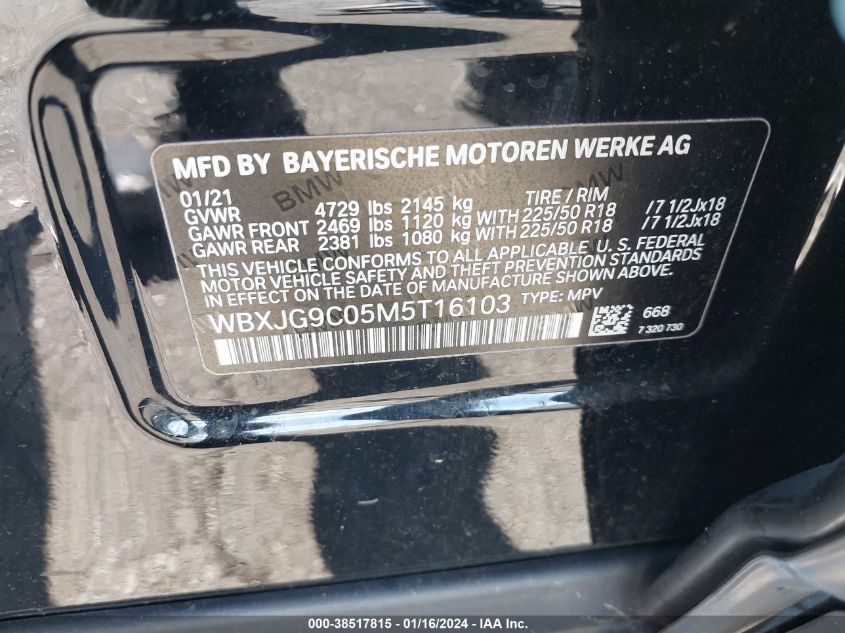 MFD BY BAYERISCHE MOTOREN WERKE AG
01/21 TIRE / RIM
GVWR 4729 lbs 2145 kg
GAWR FRONT 2469 lbs 1120 kg WITH 225/50 R18 /7 1/2Jx18
GAWR REAR 2381 lbs 1080 kg WITH 225/50 R18 /7 1/2Jx18
THIS VEHICLE CONFORMS TO ALL APPLICABLE U. S. FEDERAL
MOTOR VEHICLE SAFETY AND THEFT PREVENTION STANDARDS
IN EFFECT ON THE DATE OF MANUFACTURE SHOWN ABOVE.
WBXJG9C05M5T16103 TYPE: MPV
668
7 320 730
000-38517815 - 01/16/2024 - IAA Inc.